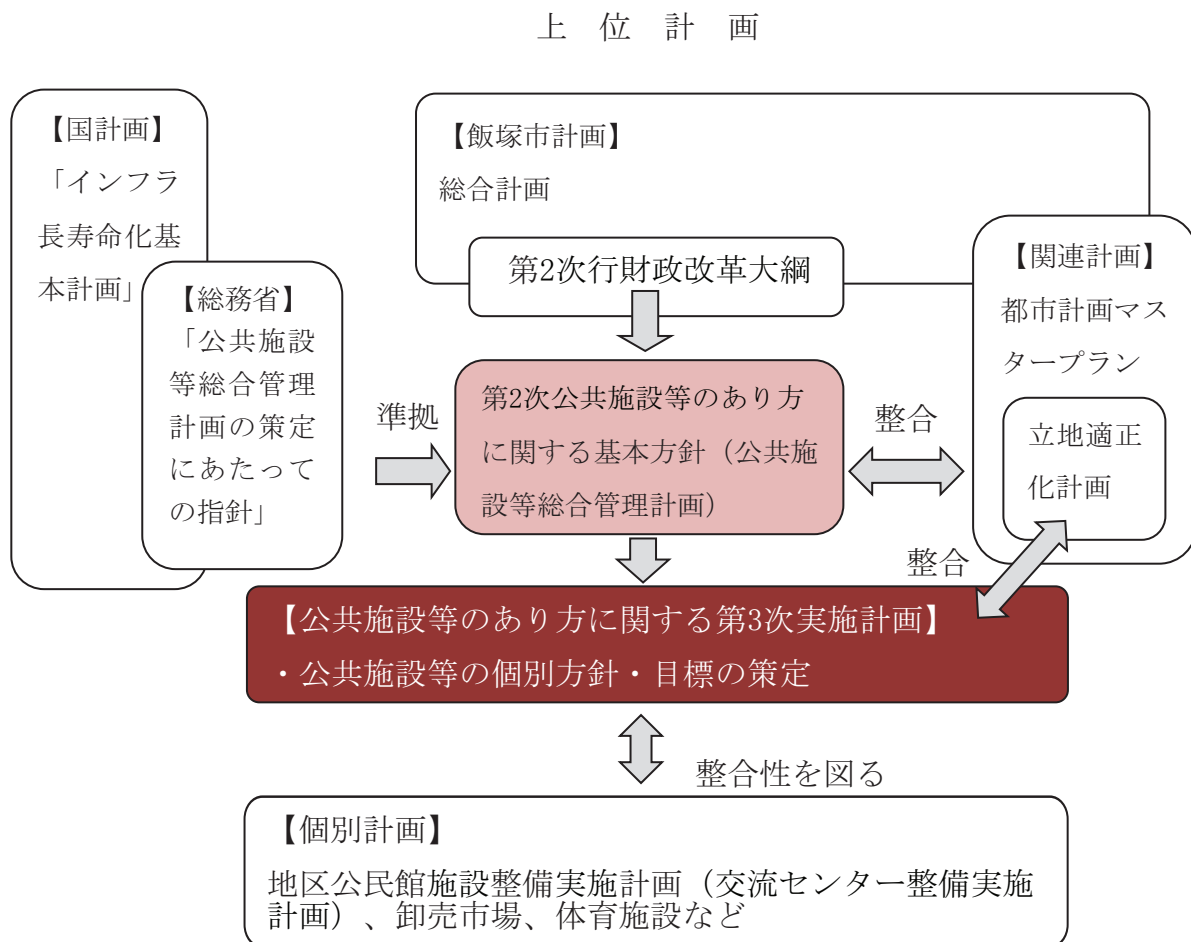 上位計画
【国計画】
「インフラ
長寿命化基
本計画」
【総務省】
「公共施設
等総合管理
計画の策定
にあたって
の指針」
【飯塚市計画】
総合計画
第2次行財政改革大綱
【関連計画】
都市計画マス
タープラン
立地適正
化計画
準拠
第2次公共施設等のあり方
に関する基本方針（公共施
設等総合管理計画）
整合
整合
【公共施設等のあり方に関する第3次実施計画】
・公共施設等の個別方針・目標の策定
整合性を図る
【個別計画】
地区公民館施設整備実施計画（交流センター整備実施
計画）、卸売市場、体育施設など